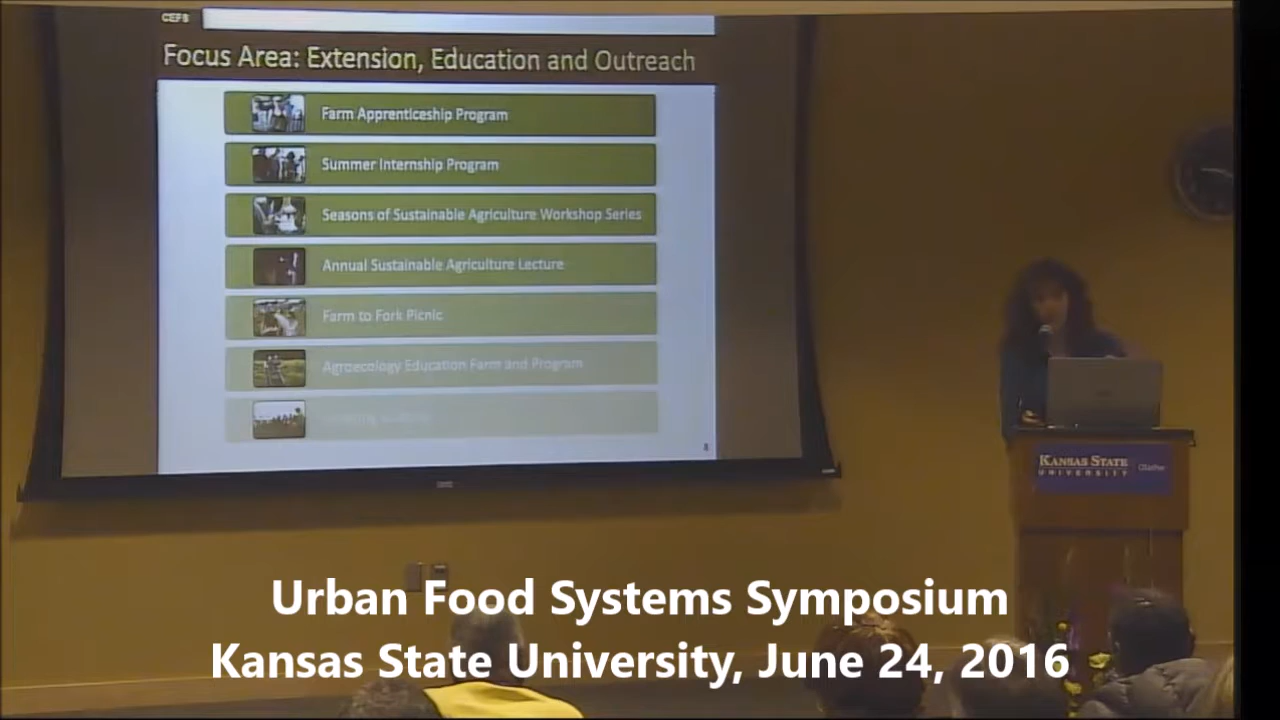 CEFS
Focus Area: Extension, Education and Outreach
Farm Apprenticeship Program
Summer Internship Program
Seasons of Sustainable Agriculture Workshop Series
Annual Sustainable Agriculture Lecture
Farm to Fork Picnic
Agroecology Education Farm and Program
8
KANSAS STATE
UNIVERSITY
Olathe
Urban Food Systems Symposium
Kansas State University, June 24, 2016